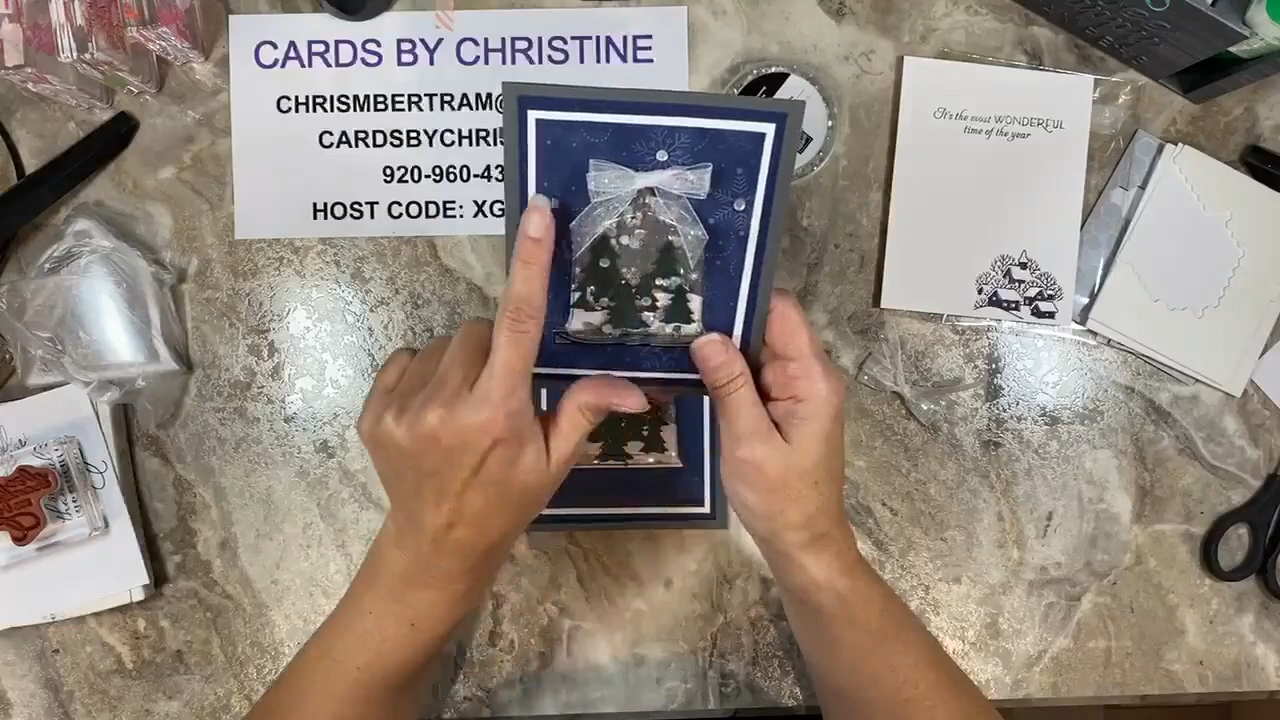 CARDS BY CHRISTINE
CHRISMBERTRAM@
CARDSBYCHRIS
920-960-43
HOST CODE: XG
It's the most WONDERFUL
time of the year